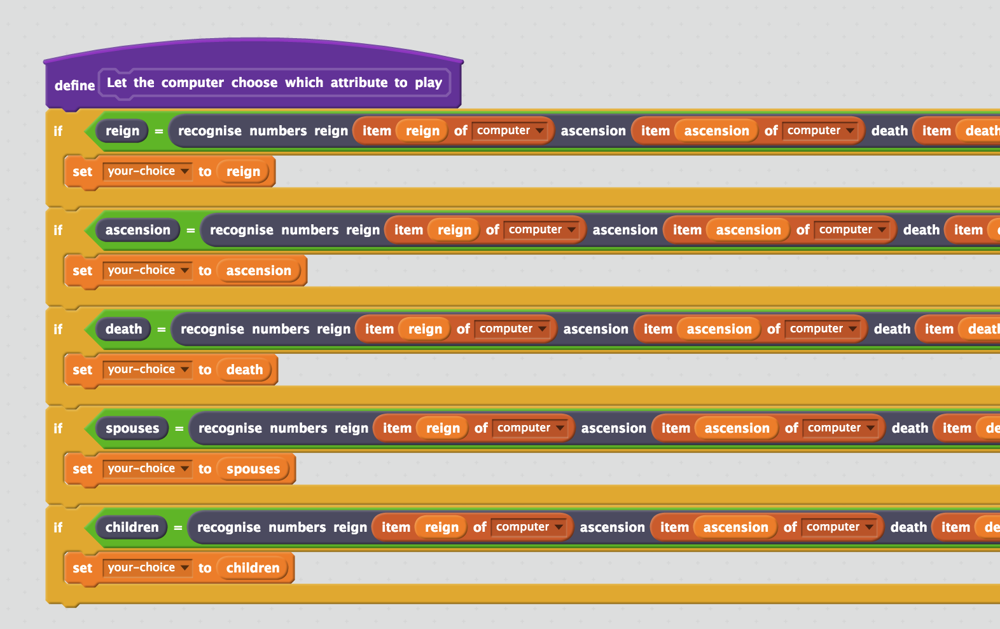 define Let the computer choose which attribute to play
if reign = recognise numbers reign item reign of computer ascension item ascension of computer death item death
set your-choice to reign
if ascension = recognise numbers reign item reign of computer ascension item ascension of computer death item
set your-choice to ascension
if death = recognise numbers reign item reign of computer ascension item ascension of computer death item death
set your-choice to death
if spouses = recognise numbers reign item reign of computer ascension item ascension of computer death item de
set your-choice to spouses
if children = recognise numbers reign item reign of computer ascension item ascension of computer death item de
set your-choice to children